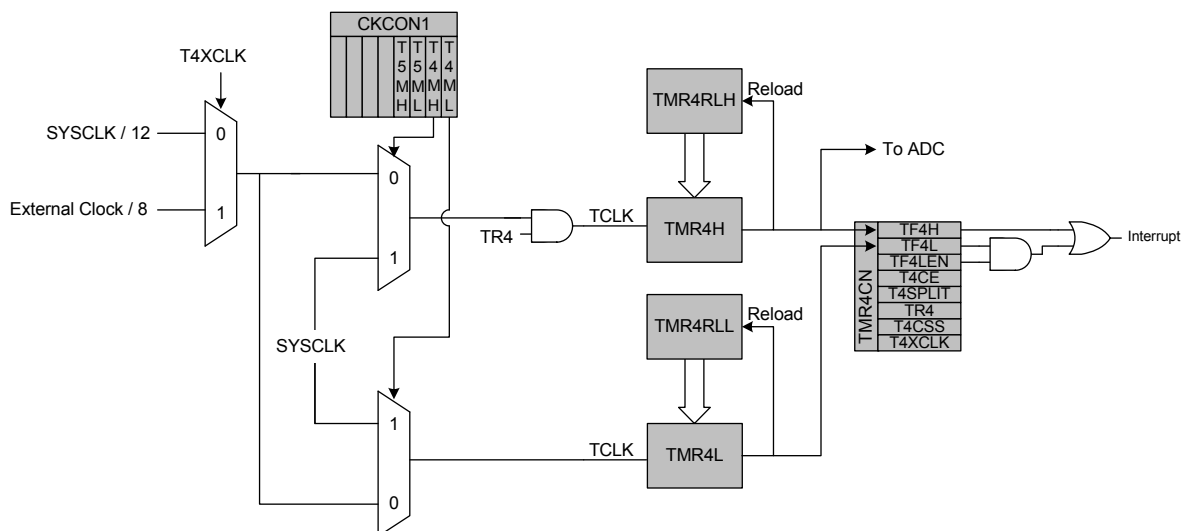 CKCON1
T5MH
T5ML
T4MH
T4ML
T4XCLK
SYSCLK / 12
0
External Clock / 8
1
0
1
TR4
TCLK
TMR4RLH
Reload
TMR4H
To ADC
TMR4CN
TF4H
TF4L
TF4LEN
T4CE
T4SPLIT
TR4
T4CSS
T4XCLK
Interrupt
SYSCLK
1
0
TCLK
TMR4RLL
Reload
TMR4L